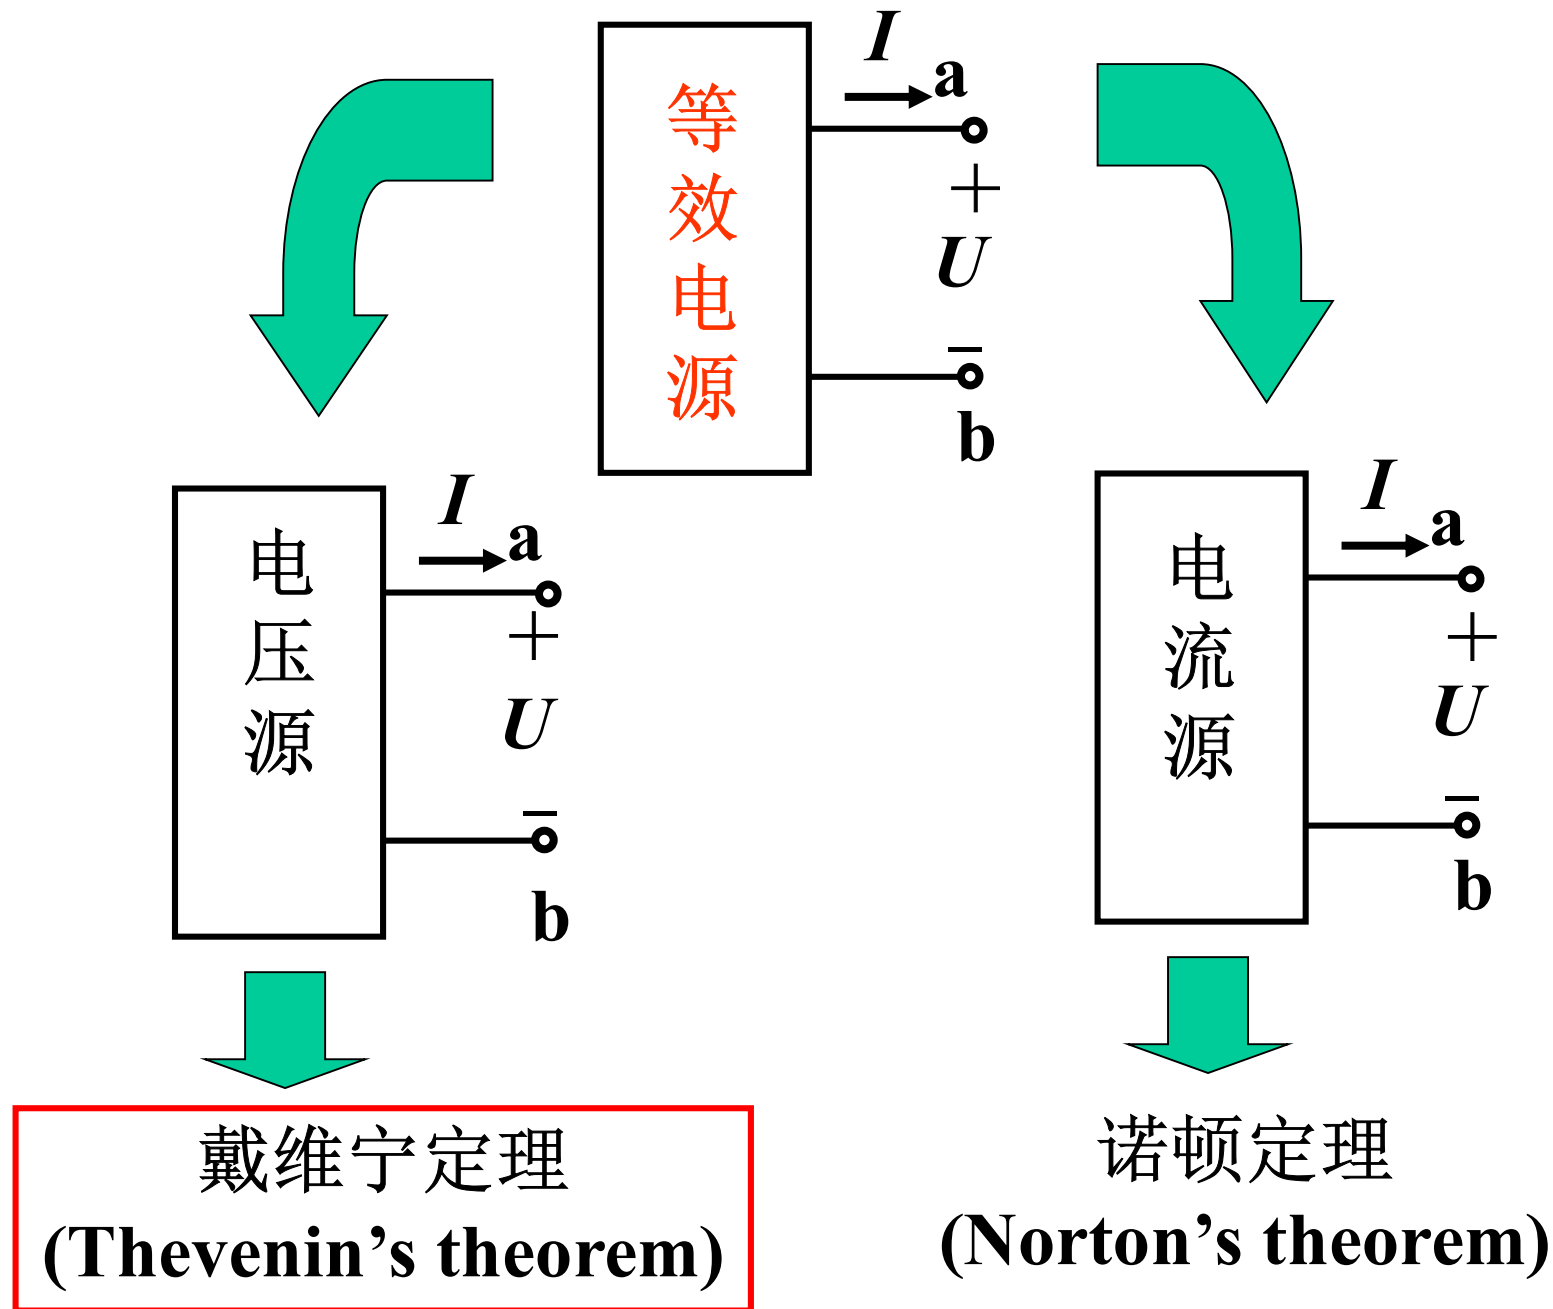 I
a
等
效
电
源
+
U
−
b
I
a
电
压
源
+
U
−
b
I
a
电
流
源
+
U
−
b
戴维宁定理
(Thevenin’s theorem)
诺顿定理
(Norton’s theorem)